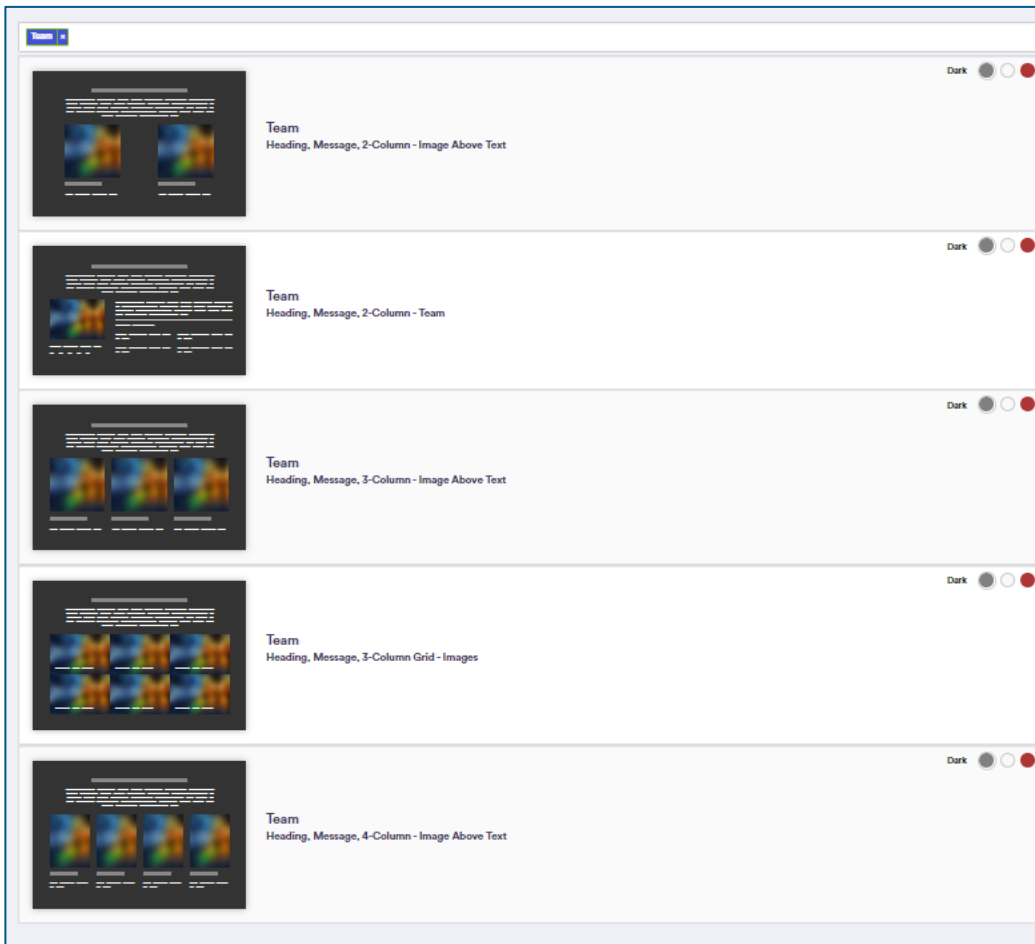 Team ×
Dark
Team
Heading, Message, 2-Column - Image Above Text
Dark
Team
Heading, Message, 2-Column - Team
Dark
Team
Heading, Message, 3-Column - Image Above Text
Dark
Team
Heading, Message, 3-Column Grid - Images
Dark
Team
Heading, Message, 4-Column - Image Above Text